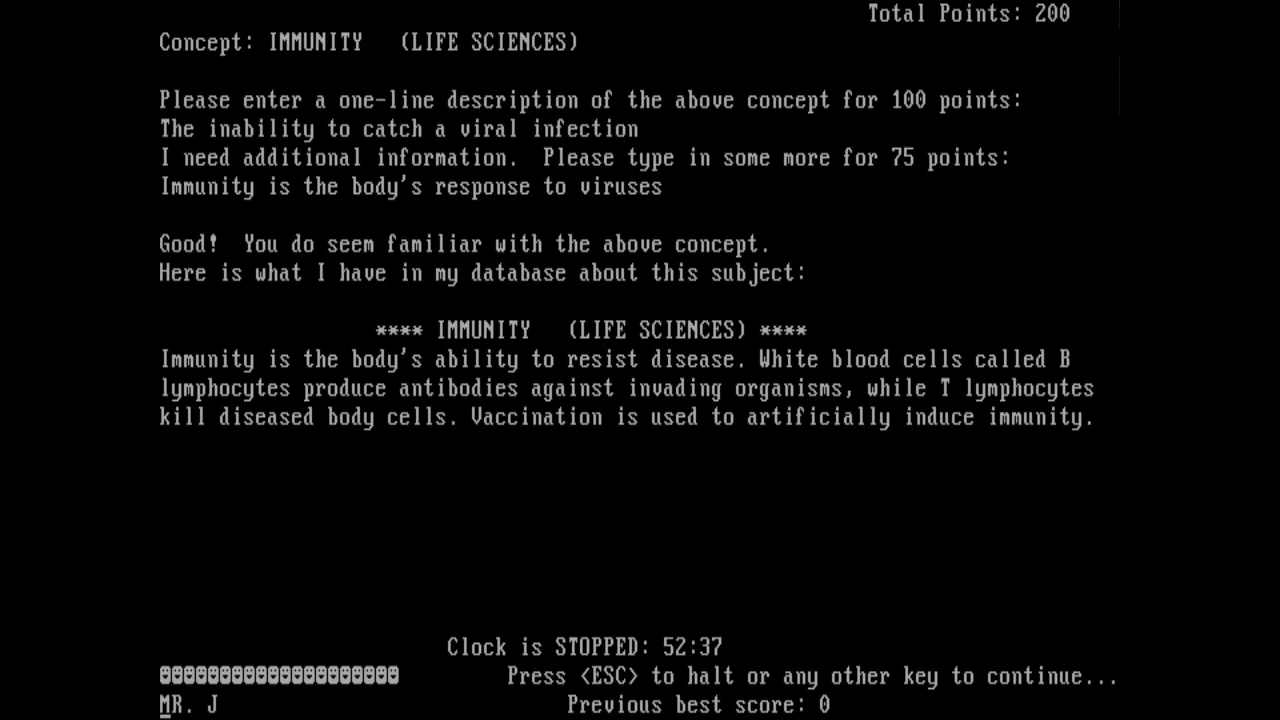 Total Points: 200
Concept: IMMUNITY (LIFE SCIENCES)
Please enter a one-line description of the above concept for 100 points:
The inability to catch a viral infection
I need additional information. Please type in some more for 75 points:
Immunity is the body's response to viruses
Good! You do seem familiar with the above concept.
Here is what I have in my database about this subject:
**** IMMUNITY (LIFE SCIENCES) ****
Immunity is the body's ability to resist disease. White blood cells called B
lymphocytes produce antibodies against invading organisms, while T lymphocytes
kill diseased body cells. Vaccination is used to artificially induce immunity.
Clock is STOPPED: 52:37
Press <ESC> to halt or any other key to continue...
MR. J Previous best score: 0